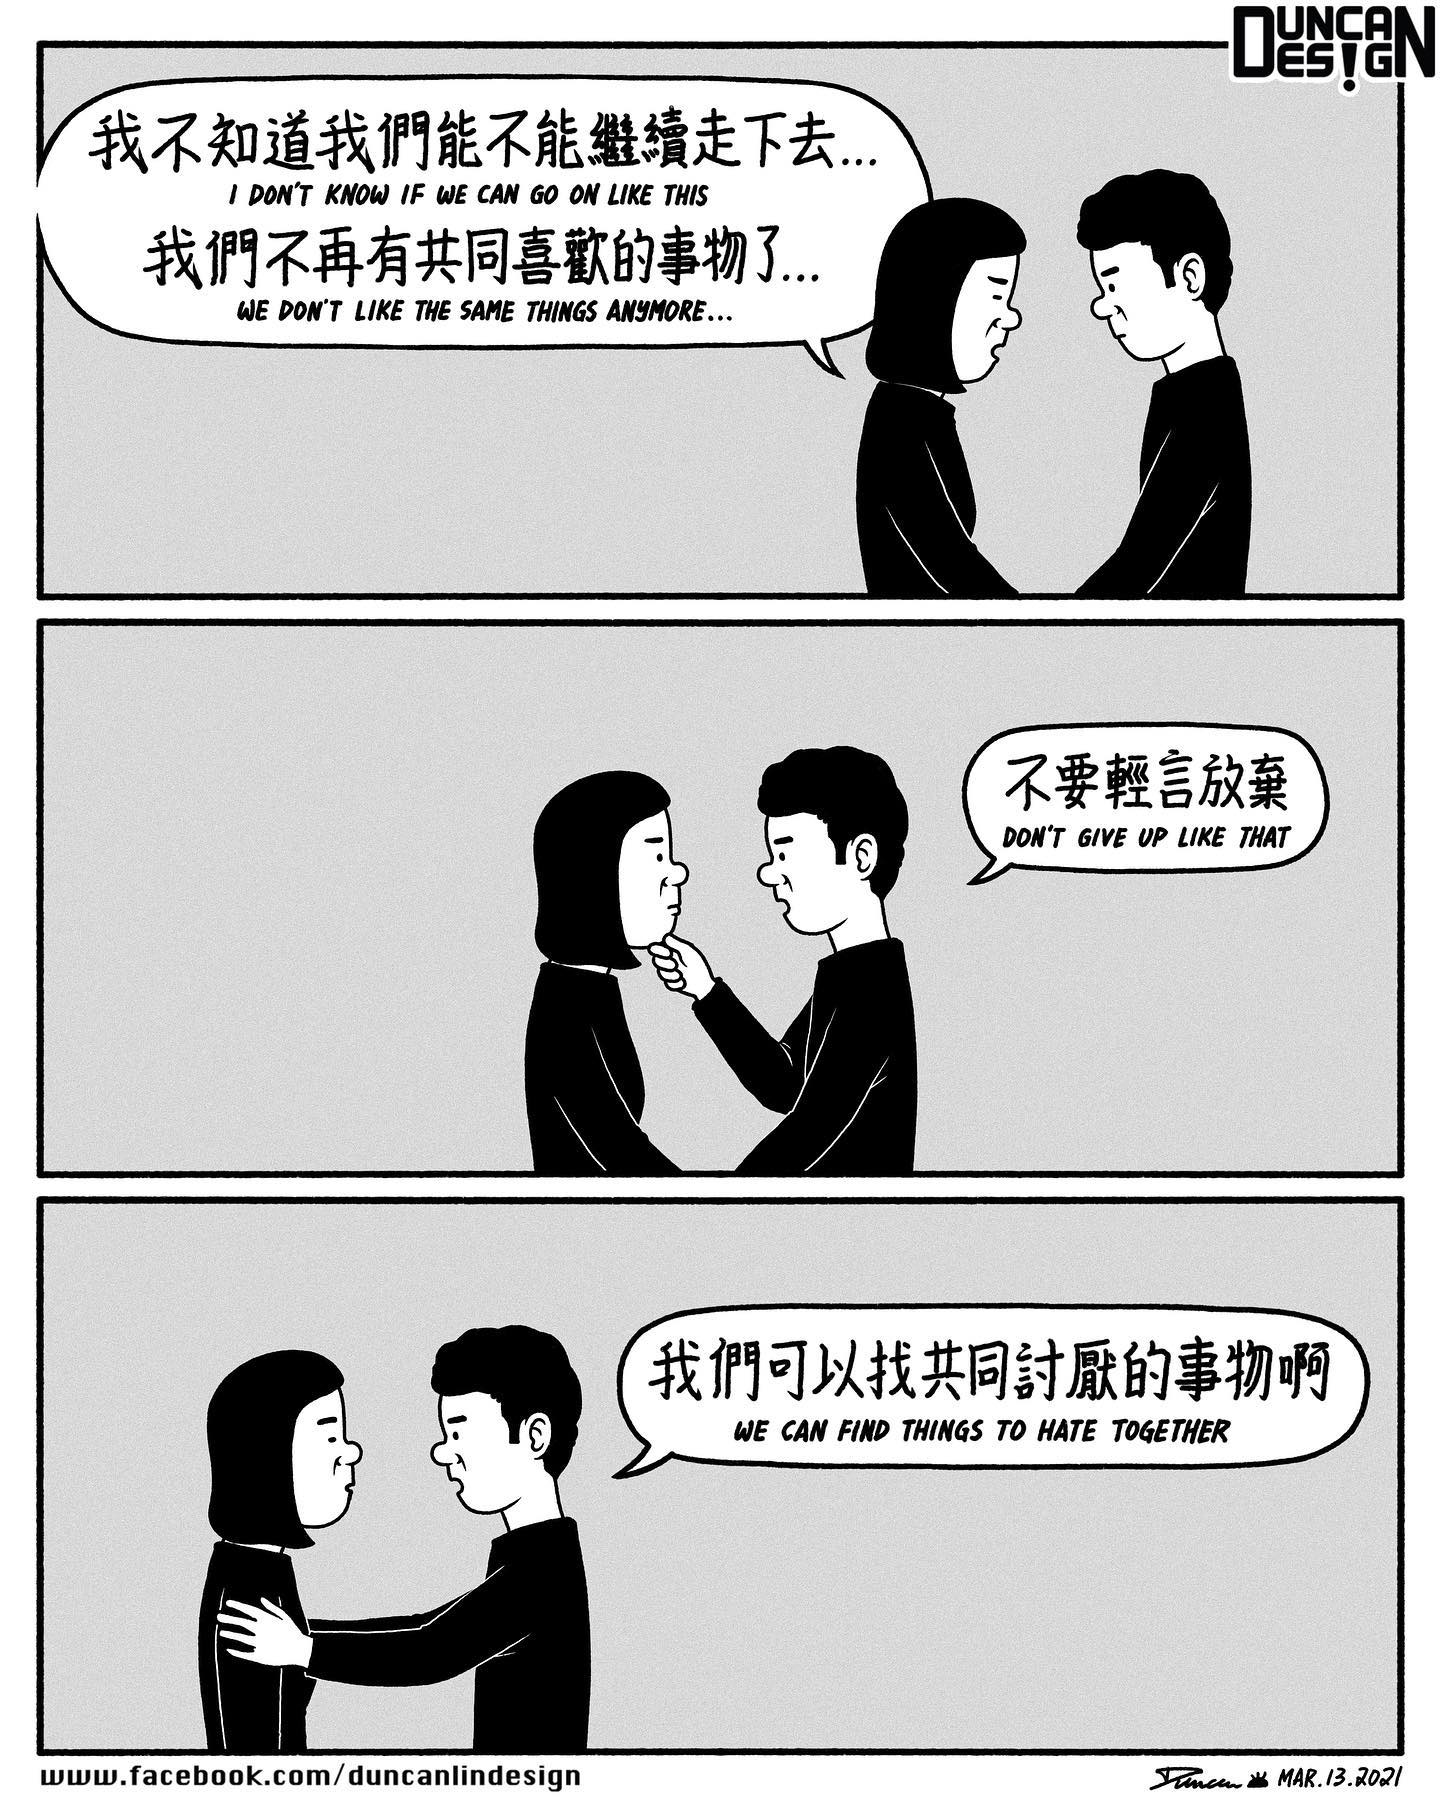 DUNCAN
DES!GN
我不知道我們能不能繼續走下去...
I DON'T KNOW IF WE CAN GO ON LIKE THIS
我們不再有共同喜歡的事物了...
WE DON'T LIKE THE SAME THINGS ANYMORE...
不要輕言放棄
DON'T GIVE UP LIKE THAT
我們可以找共同討厭的事物啊
WE CAN FIND THINGS TO HATE TOGETHER
www.facebook.com/duncanlindesign
Duncan MAR.13.2021